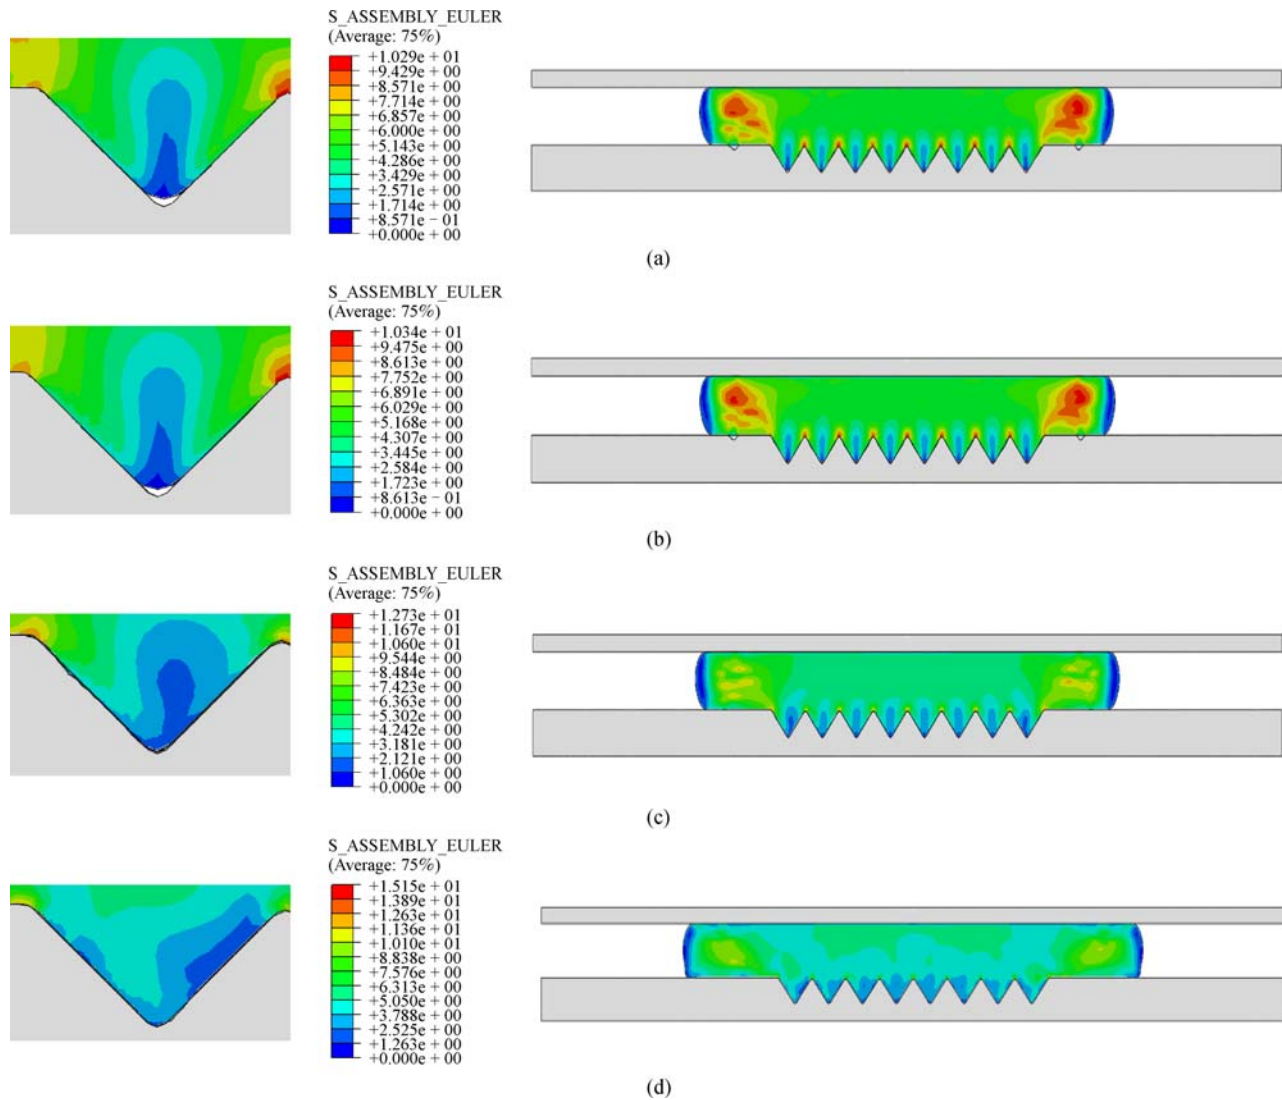 S_ASSEMBLY_EULER
(Average: 75%)
+1.029e + 01
+9.429e + 00
+8.571e + 00
+7.714e + 00
+6.857e + 00
+6.000e + 00
+5.143e + 00
+4.286e + 00
+3.429e + 00
+2.571e + 00
+1.714e + 00
+8.571e − 01
+0.000e + 00
(a)
S_ASSEMBLY_EULER
(Average: 75%)
+1.034e + 01
+9.475e + 00
+8.613e + 00
+7.752e + 00
+6.891e + 00
+6.029e + 00
+5.168e + 00
+4.307e + 00
+3.445e + 00
+2.584e + 00
+1.723e + 00
+8.613e − 01
+0.000e + 00
(b)
S_ASSEMBLY_EULER
(Average: 75%)
+1.273e + 01
+1.167e + 01
+1.060e + 01
+9.544e + 00
+8.484e + 00
+7.423e + 00
+6.363e + 00
+5.302e + 00
+4.242e + 00
+3.181e + 00
+2.121e + 00
+1.060e + 00
+0.000e + 00
(c)
S_ASSEMBLY_EULER
(Average: 75%)
+1.515e + 01
+1.389e + 01
+1.263e + 01
+1.136e + 01
+1.010e + 01
+8.838e + 00
+7.576e + 00
+6.313e + 00
+5.050e + 00
+3.788e + 00
+2.525e + 00
+1.263e + 00
+0.000e + 00
(d)